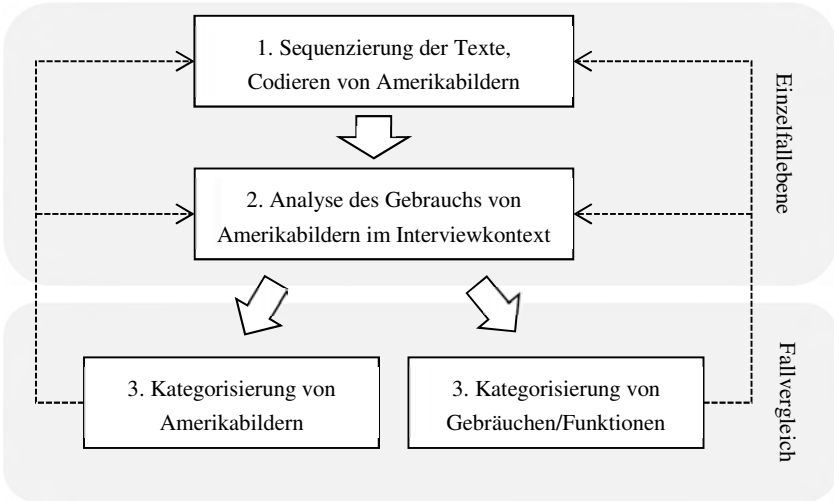 1. Sequenzierung der Texte,
Codieren von Amerikabildern
Einzelfallebene
2. Analyse des Gebrauchs von
Amerikabildern im Interviewkontext
3. Kategorisierung von
Amerikabildern
3. Kategorisierung von
Gebräuchen/Funktionen
Fallvergleich